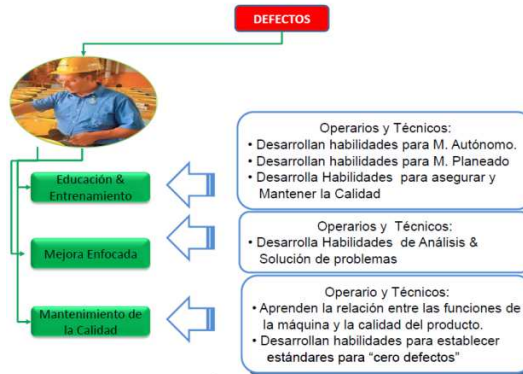 DEFECTOS
Operarios y Técnicos:
• Desarrollan habilidades para M. Autónomo.
• Desarrollan habilidades para M. Planeado
• Desarrolla Habilidades para asegurar y
Mantener la Calidad
Educación &
Entrenamiento
Operarios y Técnicos:
• Desarrolla Habilidades de Análisis &
Solución de problemas
Mejora Enfocada
Operario y Técnicos:
• Aprenden la relación entre las funciones de
la máquina y la calidad del producto.
• Desarrollan habilidades para establecer
estándares para “cero defectos”
Mantenimiento de
la Calidad